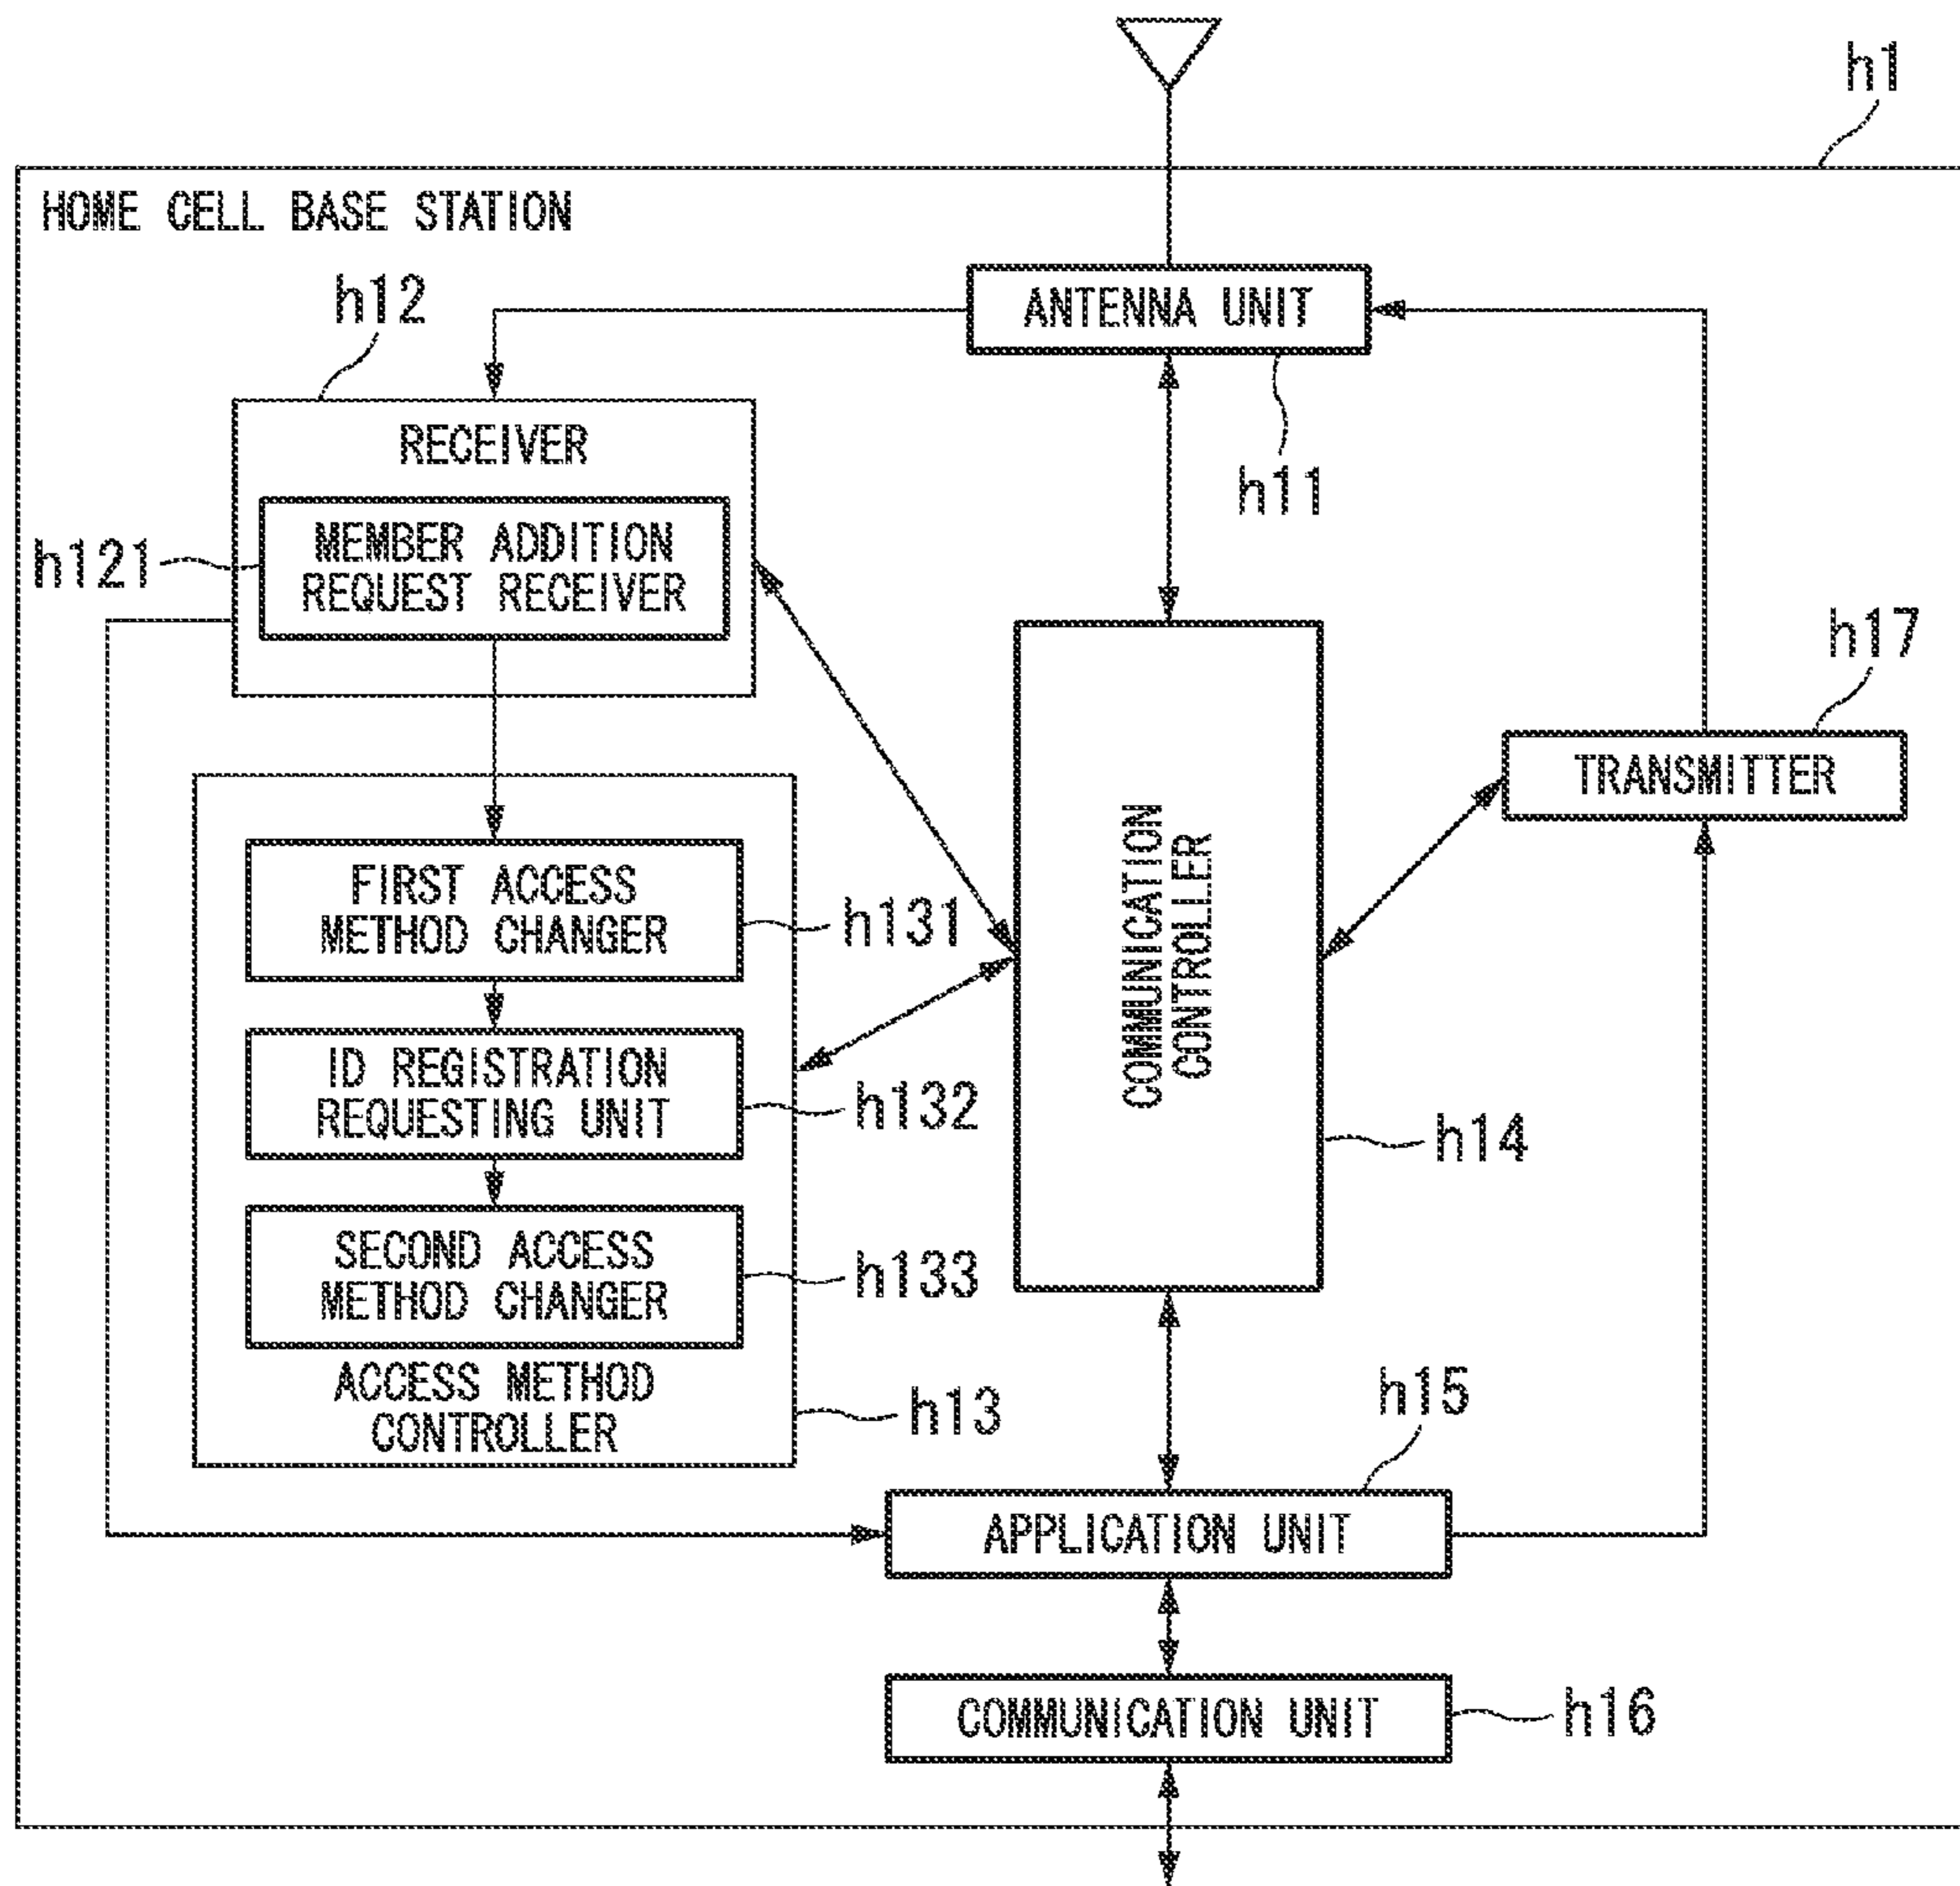 h1
HOME CELL BASE STATION
h12
ANTENNA UNIT
RECEIVER
h11
h121
MEMBER ADDITION
REQUEST RECEIVER
h17
TRANSMITTER
FIRST ACCESS
METHOD CHANGER
h131
COMMUNICATION
CONTROLLER
ID REGISTRATION
REQUESTING UNIT
h132
h14
SECOND ACCESS
METHOD CHANGER
h133
ACCESS METHOD
CONTROLLER
h13
h15
APPLICATION UNIT
COMMUNICATION UNIT
h16